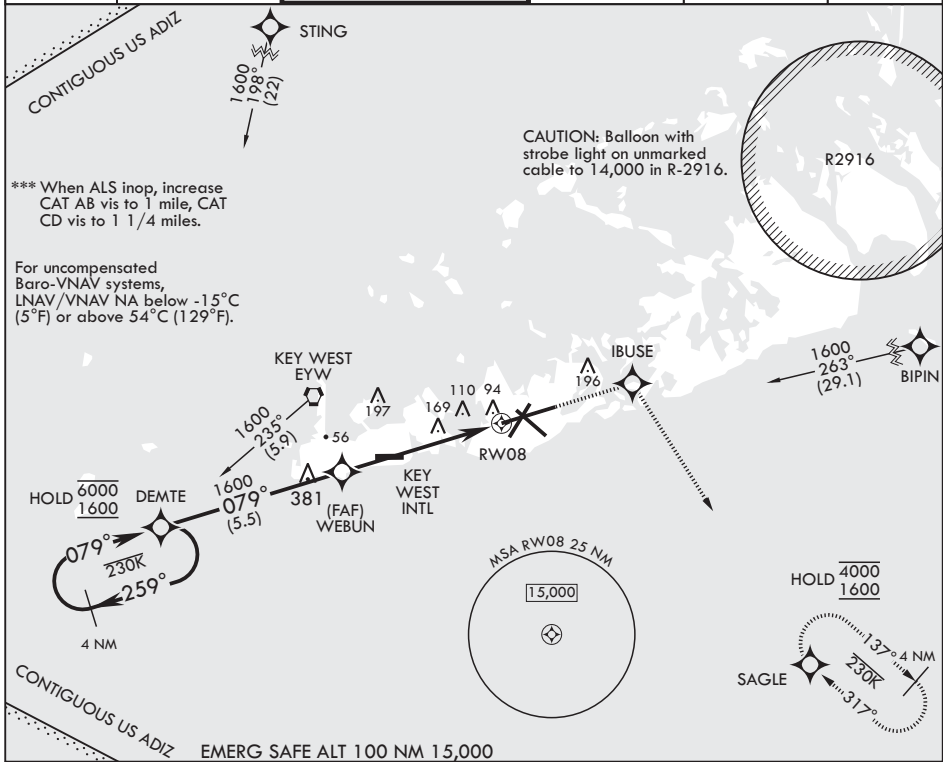 STING
CONTIGUOUS US ADIZ
1600
198°
(22)
CAUTION: Balloon with
strobe light on unmarked
cable to 14,000 in R-2916.
R2916
*** When ALS inop, increase
CAT AB vis to 1 mile, CAT
CD vis to 1 1/4 miles.
For uncompensated
Baro-VNAV systems,
LNAV/VNAV NA below -15°C
(5°F) or above 54°C (129°F).
1600
263°
(29.1)
BIPIN
IBUSE
KEY WEST
EYW
197
169
110
94
196
1600
235°
(5.9)
56
RW08
KEY
WEST
INTL
HOLD 6000
1600
DEMTE
1600
079°
(5.5)
381
(FAF)
WEBUN
079°
230K
259°
4 NM
MSA RW08 25 NM
15,000
HOLD 4000
1600
SAGLE
137°
4 NM
230K
317°
CONTIGUOUS US ADIZ
EMERG SAFE ALT 100 NM 15,000